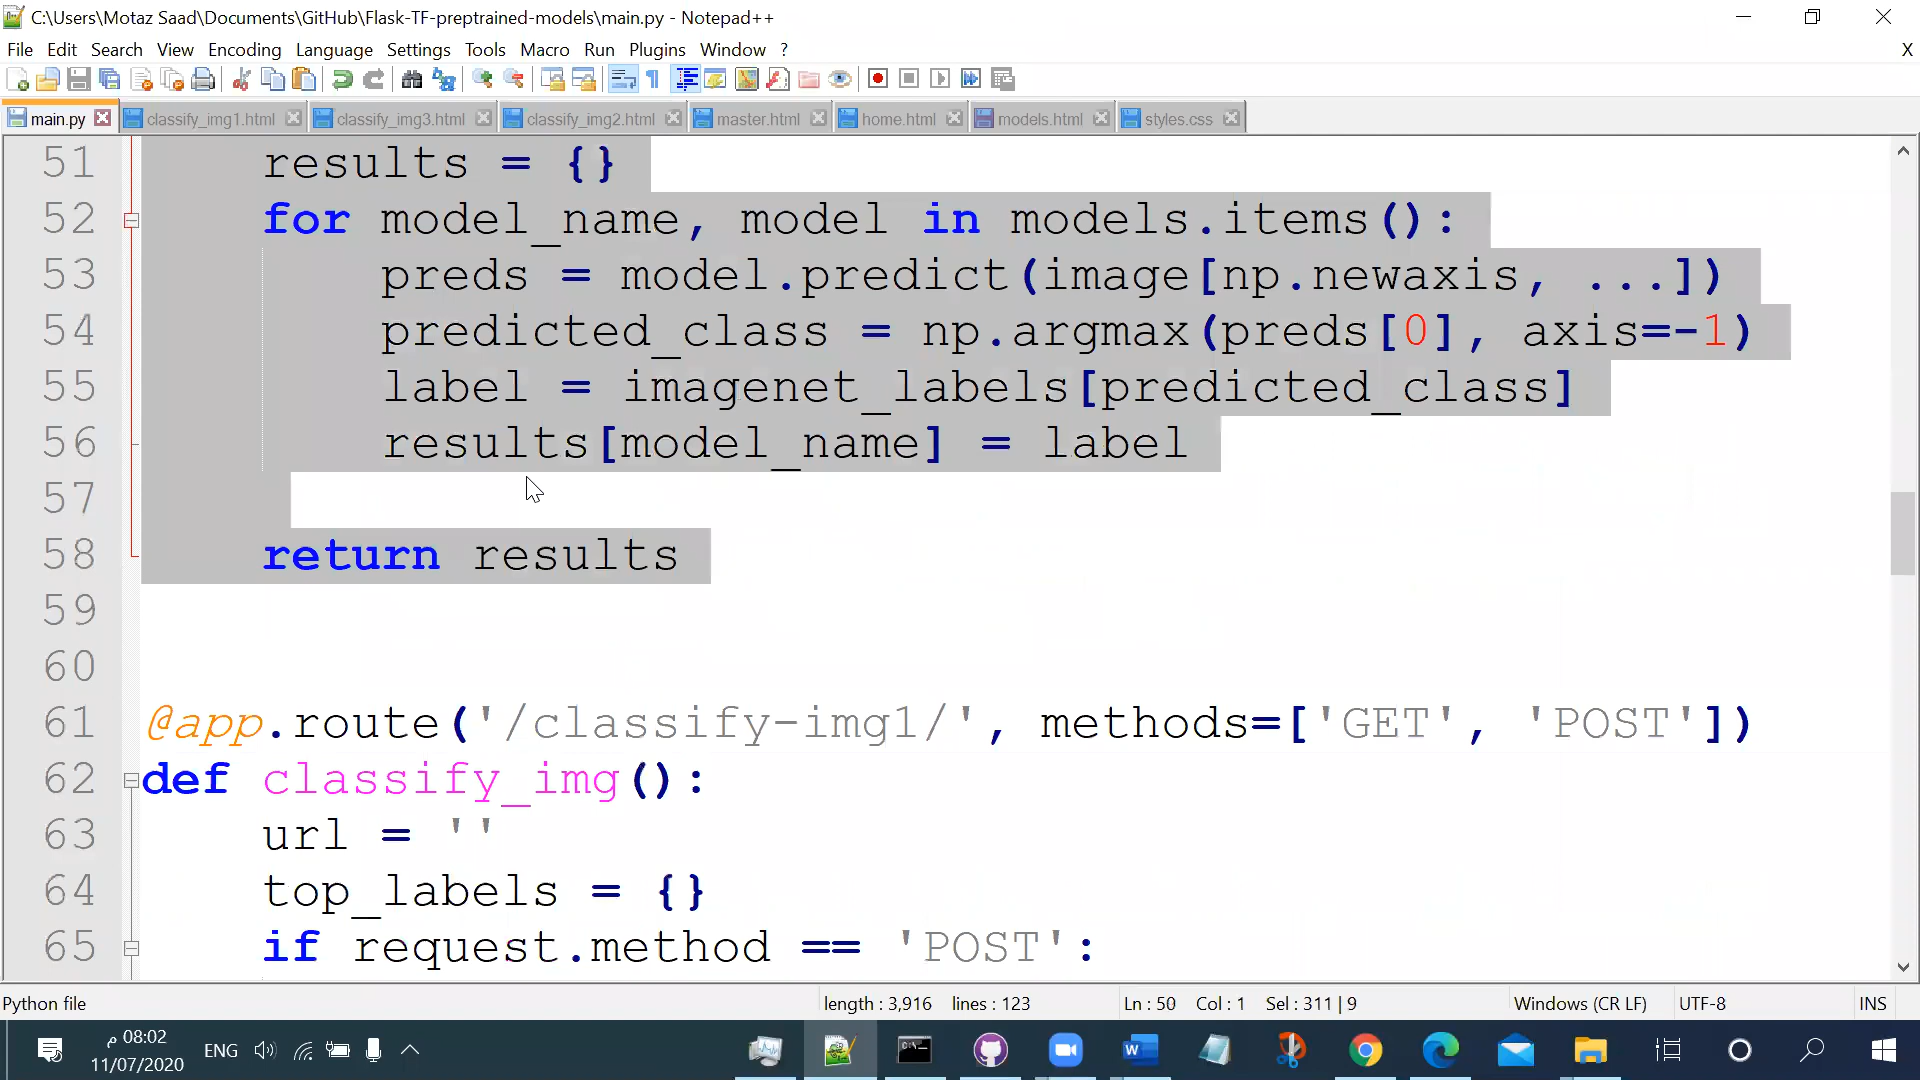 C:\Users\Motaz Saad\Documents\GitHub\Flask-TF-preptrained-models\main.py - Notepad++
File Edit Search View Encoding Language Settings Tools Macro Run Plugins Window ?
X
main.py classify_img1.html classify_img3.html classify_img2.html master.html home.html models.html styles.css
51 results = {}
52 for model_name, model in models.items():
53 preds = model.predict(image[np.newaxis, ...])
54 predicted_class = np.argmax(preds[0], axis=-1)
55 label = imagenet_labels[predicted_class]
56 results[model_name] = label
57
58 return results
59
60
61 @app.route('/classify-img1/', methods=['GET', 'POST'])
62 def classify_img():
63 url = ''
64 top_labels = {}
65 if request.method == 'POST':
Python file length : 3,916 lines : 123 Ln : 50 Col : 1 Sel : 311 | 9 Windows (CR LF) UTF-8 INS
08:02 م
11/07/2020
ENG